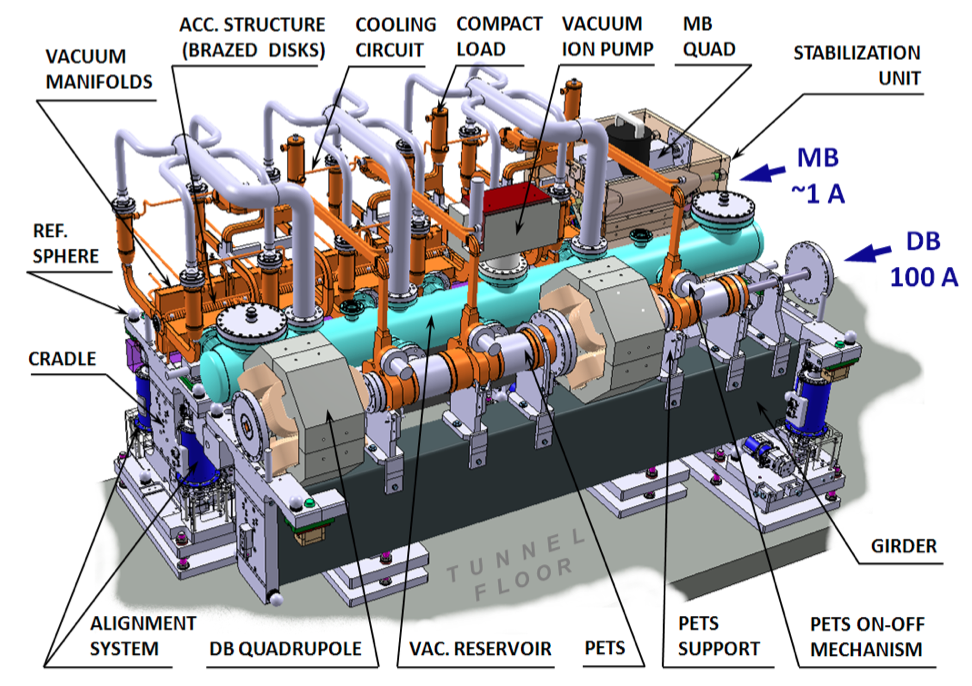 VACUUM
MANIFOLDS
ACC. STRUCTURE
(BRAZED DISKS)
COOLING
CIRCUIT
COMPACT
LOAD
VACUUM
ION PUMP
MB
QUAD
STABILIZATION
UNIT
MB
~1 A
REF.
SPHERE
DB
100 A
CRADLE
TUNNEL
FLOOR
GIRDER
ALIGNMENT
SYSTEM
DB QUADRUPOLE
VAC. RESERVOIR
PETS
PETS
SUPPORT
PETS ON-OFF
MECHANISM